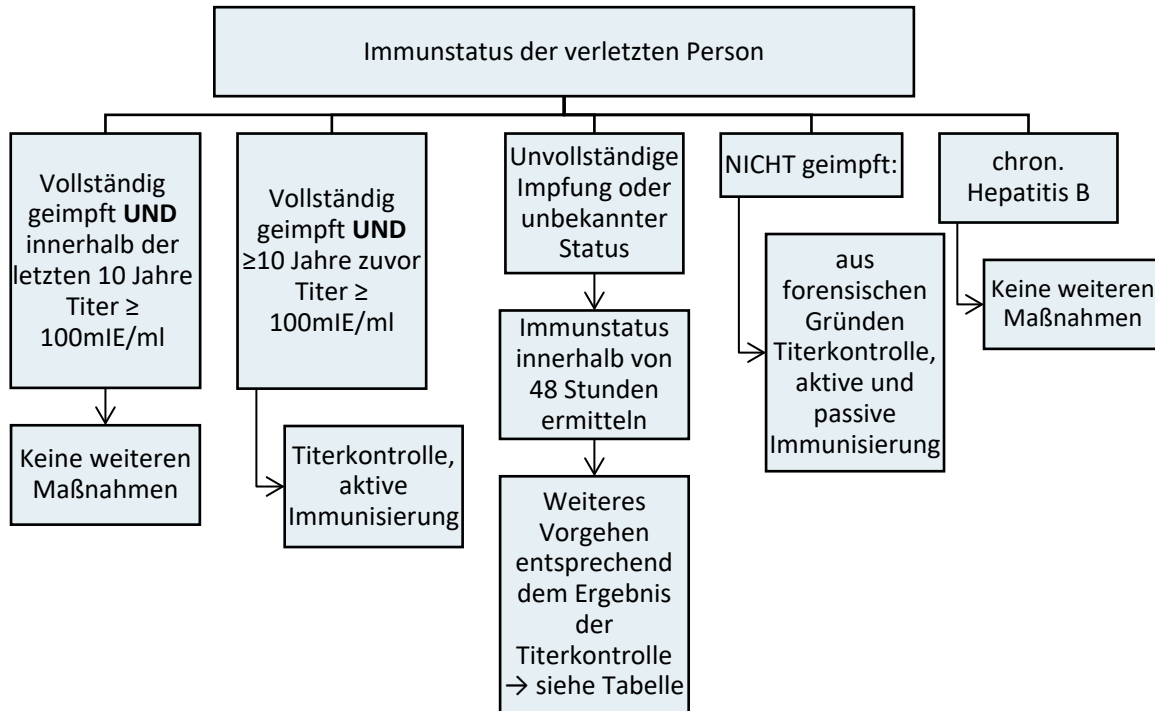 Immunstatus der verletzten Person
Vollständig
geimpft UND
innerhalb der
letzten 10 Jahre
Titer ≥
100mIE/ml
Keine weiteren
Maßnahmen
Vollständig
geimpft UND
≥10 Jahre zuvor
Titer ≥
100mIE/ml
Titerkontrolle,
aktive
Immunisierung
Unvollständige
Impfung oder
unbekannter
Status
Immunstatus
innerhalb von
48 Stunden
ermitteln
Weiteres
Vorgehen
entsprechend
dem Ergebnis
der
Titerkontrolle
→ siehe Tabelle
NICHT geimpft:
aus
forensischen
Gründen
Titerkontrolle,
aktive und
passive
Immunisierung
chron.
Hepatitis B
Keine weiteren
Maßnahmen